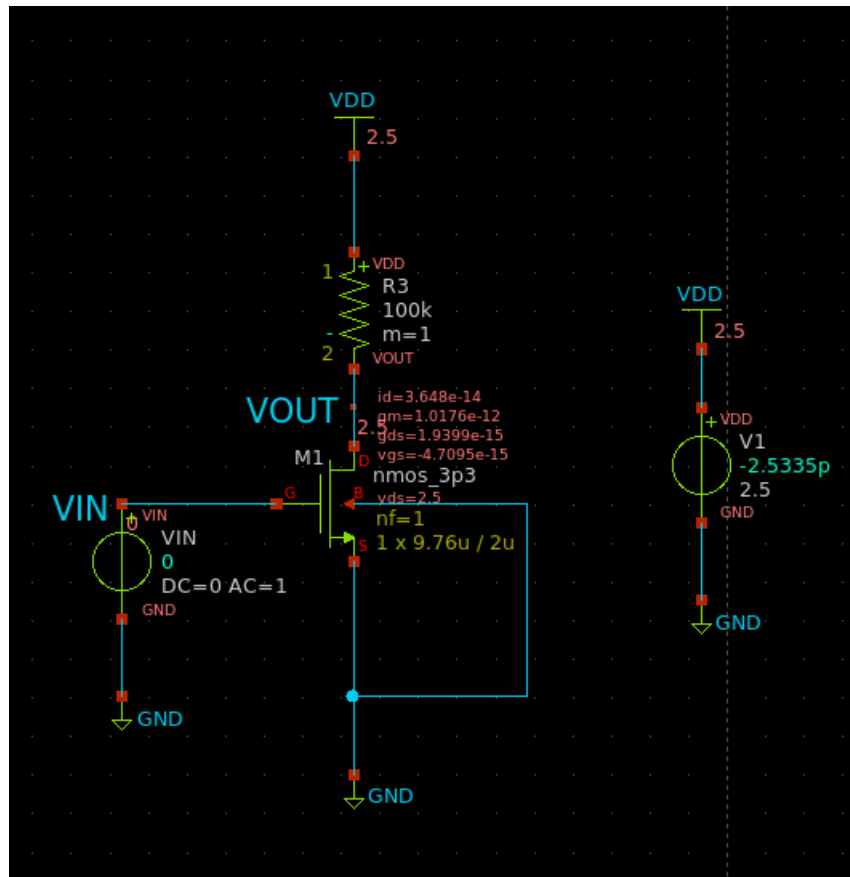 VDD
2.5
1
+
VDD
R3
100k
-
m=1
2
VOUT
VOUT
id=3.648e-14
gm=1.0176e-12
2.5
gds=1.9399e-15
vgs=-4.7095e-15
M1
D
nmos_3p3
vds=2.5
G
B
nf=1
S
1 x 9.76u / 2u
VIN
VIN
0
+
VIN
0
DC=0 AC=1
GND
GND
GND
VDD
2.5
+
VDD
V1
-2.5335p
2.5
GND
GND